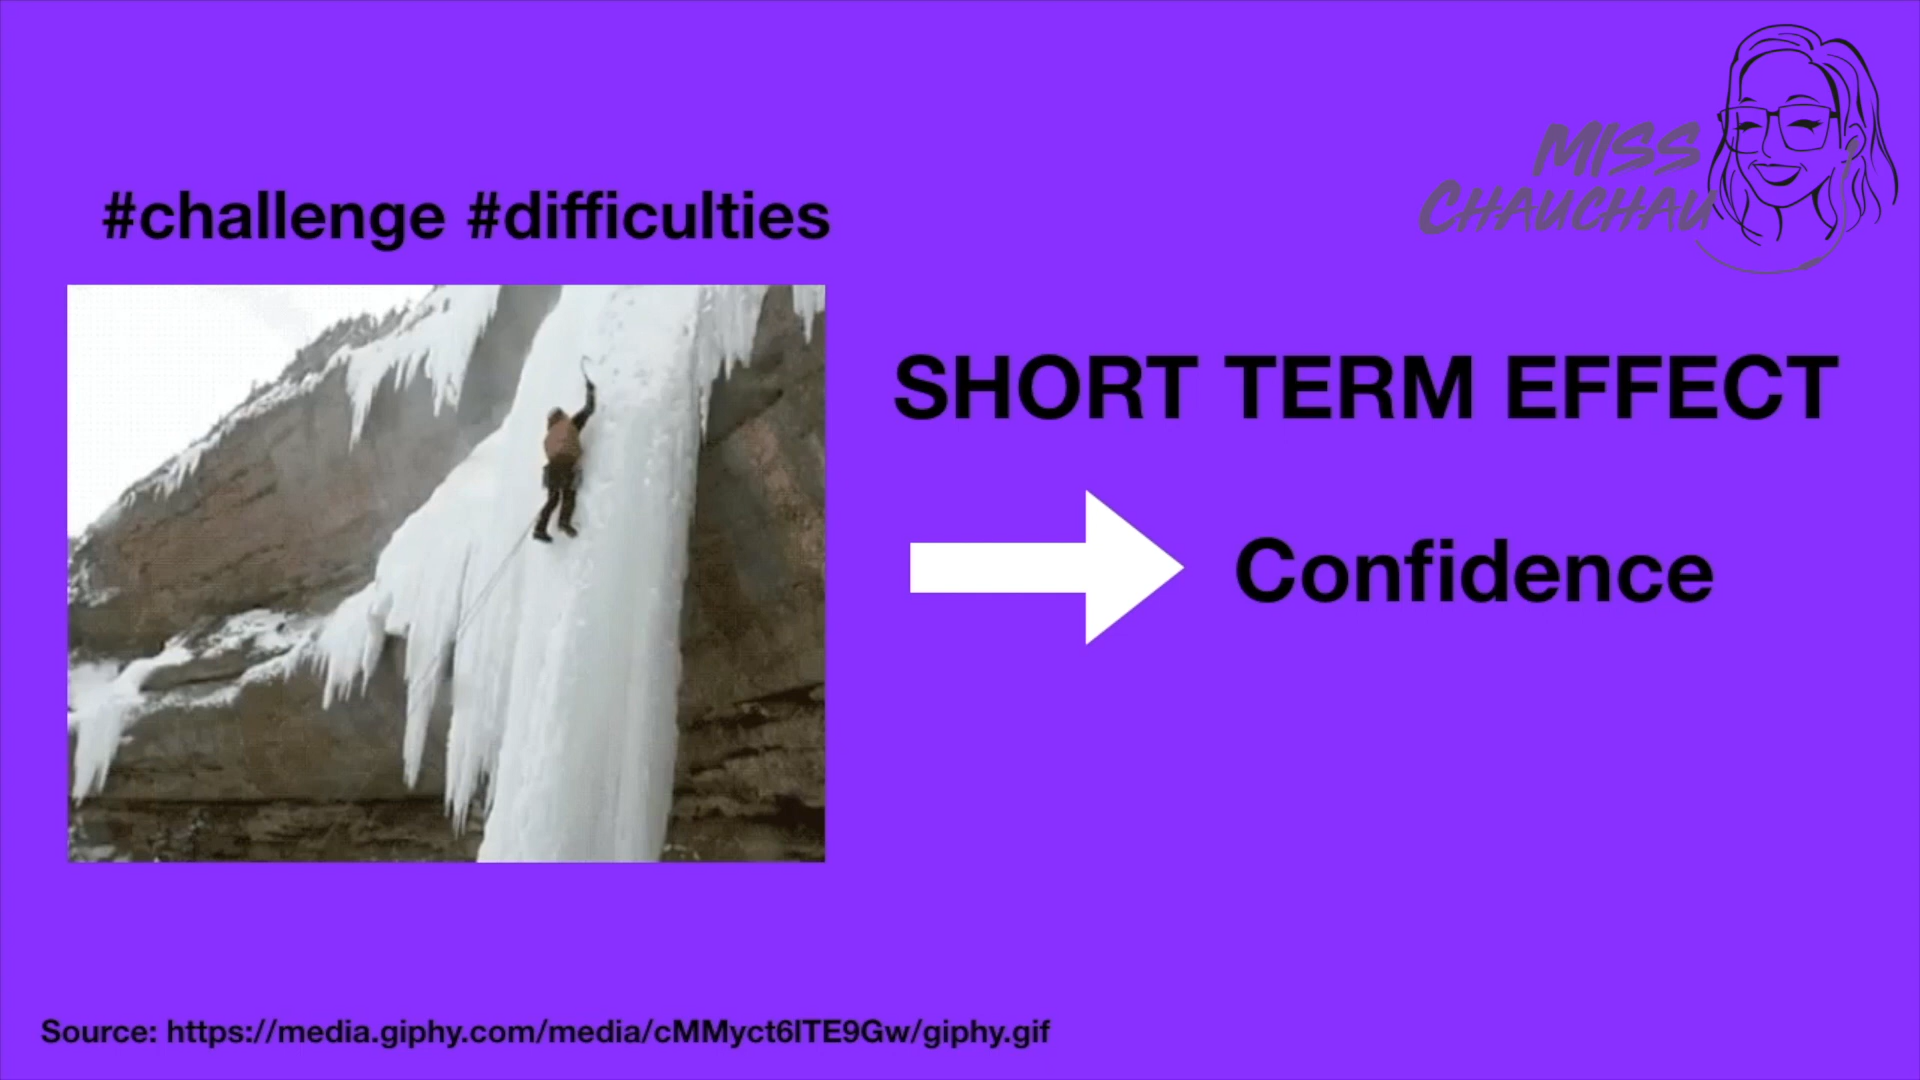 MISS
CHAUCHAU
#challenge #difficulties
SHORT TERM EFFECT
Confidence
Source: https://media.giphy.com/media/cMMyct6lTE9Gw/giphy.gif